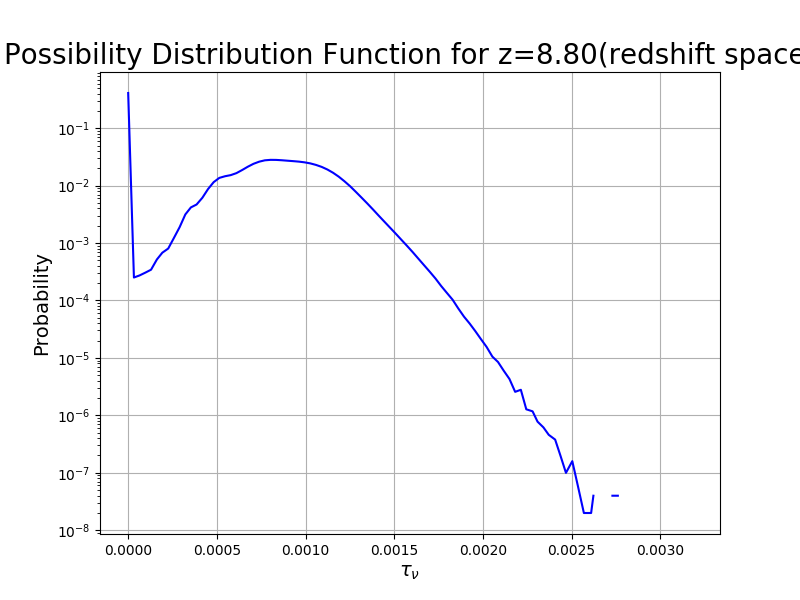 Possibility Distribution Function for z=8.80(redshift space
Probability
10⁻¹
10⁻²
10⁻³
10⁻⁴
10⁻⁵
10⁻⁶
10⁻⁷
10⁻⁸
0.0000 0.0005 0.0010 0.0015 0.0020 0.0025 0.0030
τᵥ